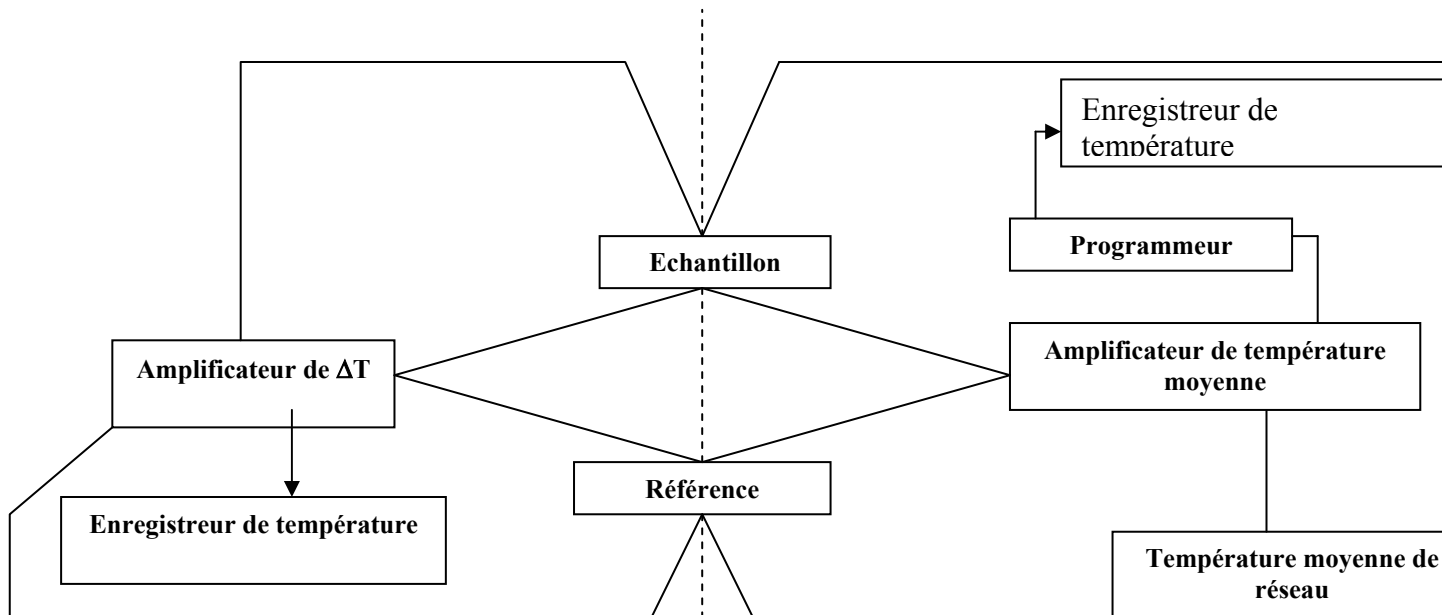 Enregistreur de
température
Programmeur
Echantillon
Amplificateur de température
moyenne
Amplificateur de ΔT
Référence
Enregistreur de température
Température moyenne de
réseau